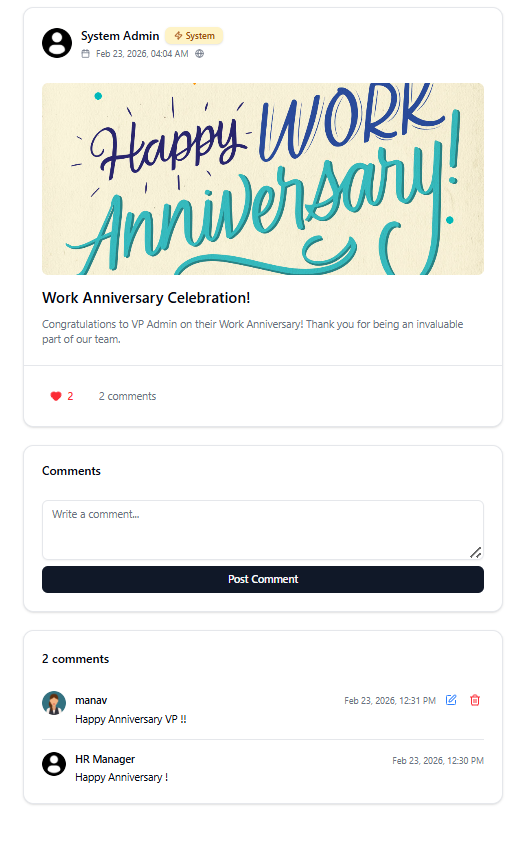 System Admin System
Feb 23, 2026, 04:04 AM
Happy WORK
Anniversary!
Work Anniversary Celebration!
Congratulations to VP Admin on their Work Anniversary! Thank you for being an invaluable
part of our team.
2 2 comments
Comments
Write a comment...
Post Comment
2 comments
manav Feb 23, 2026, 12:31 PM
Happy Anniversary VP !!
HR Manager Feb 23, 2026, 12:30 PM
Happy Anniversary !